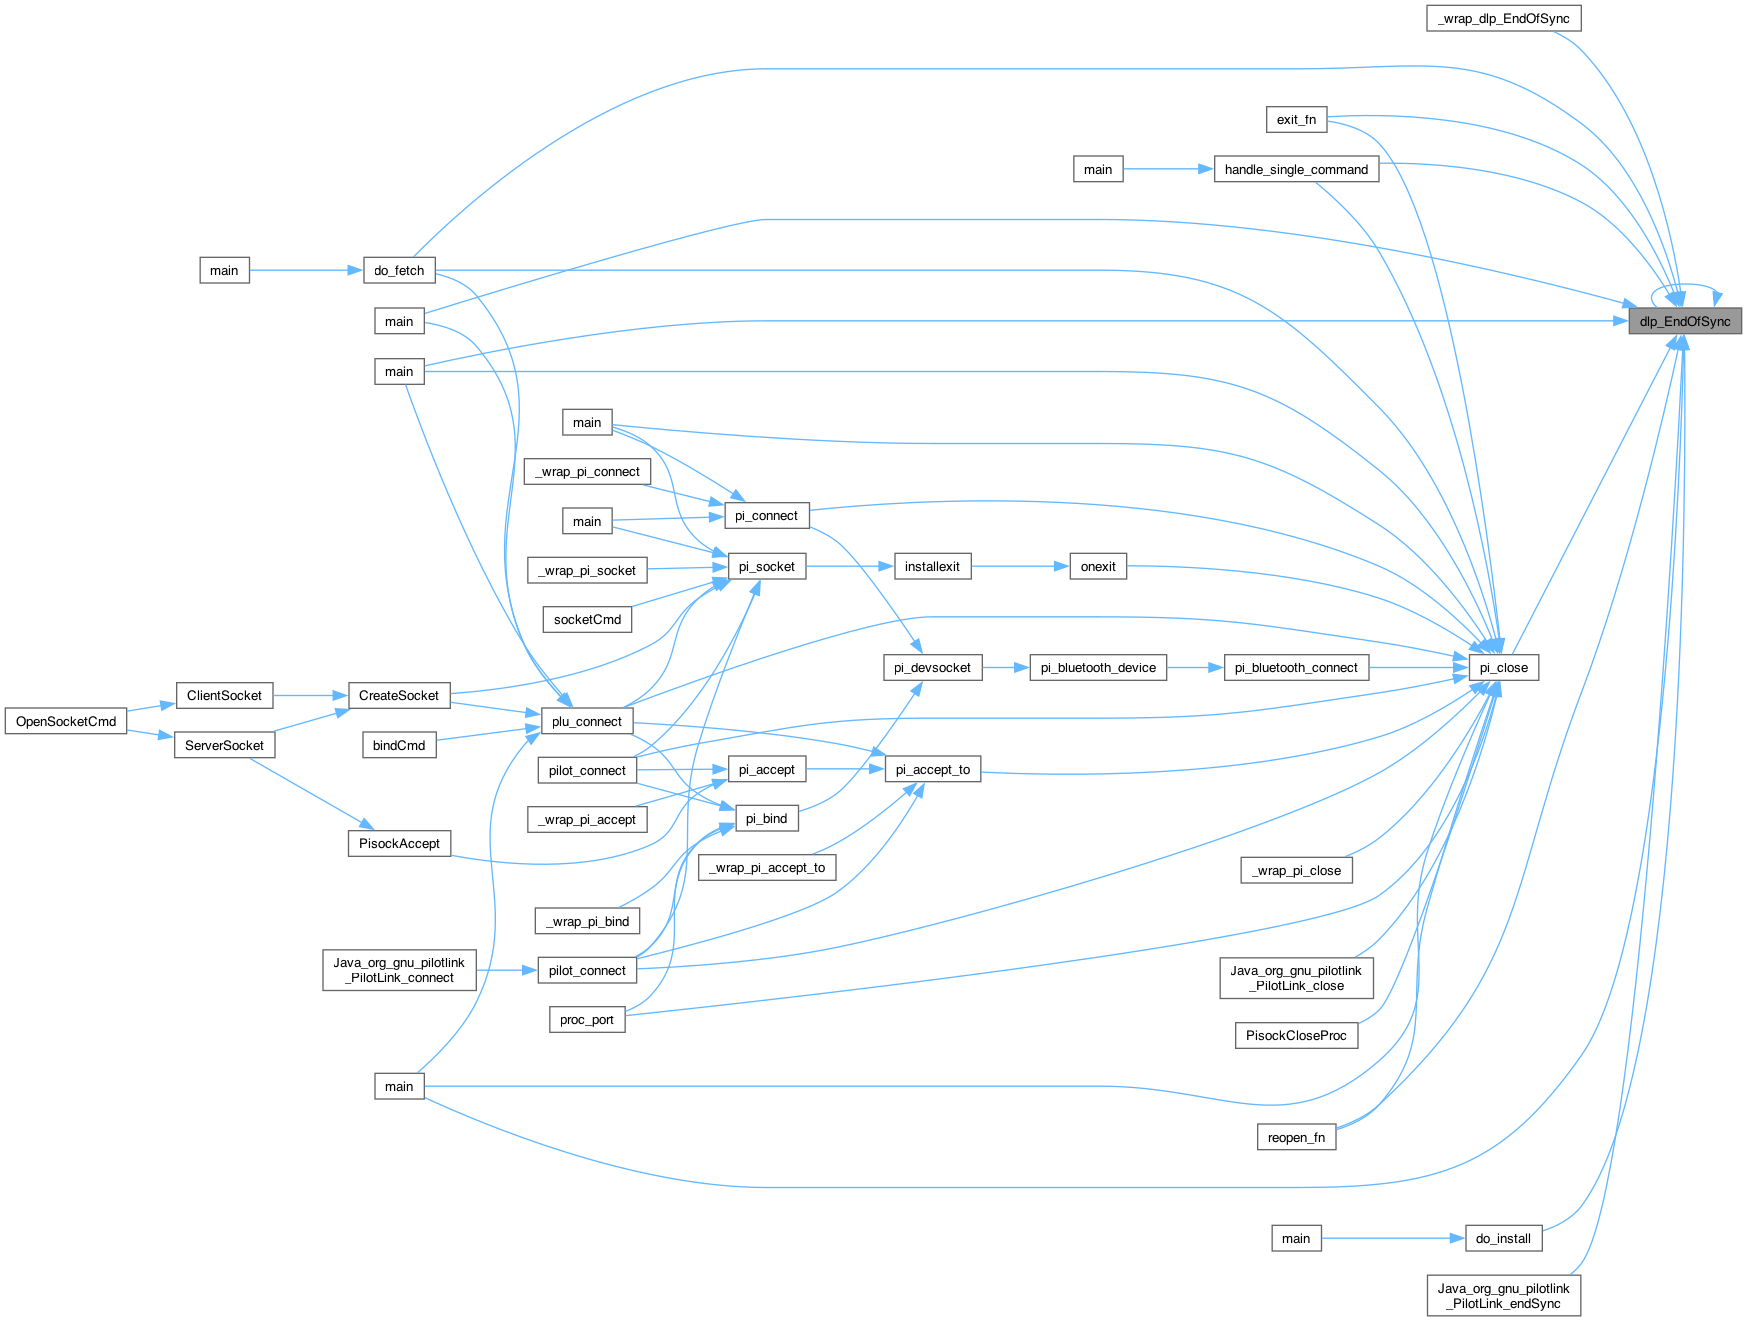 _wrap_dlp_EndOfSync
exit_fn
main
handle_single_command
main
do_fetch
main
dlp_EndOfSync
main
main
_wrap_pi_connect
pi_connect
main
pi_socket
installexit
onexit
_wrap_pi_socket
socketCmd
pi_devsocket
pi_bluetooth_device
pi_bluetooth_connect
pi_close
ClientSocket
CreateSocket
OpenSocketCmd
plu_connect
ServerSocket
bindCmd
pilot_connect
pi_accept
pi_accept_to
_wrap_pi_accept
pi_bind
PisockAccept
_wrap_pi_accept_to
_wrap_pi_close
_wrap_pi_bind
Java_org_gnu_pilotlink
_PilotLink_connect
pilot_connect
Java_org_gnu_pilotlink
_PilotLink_close
proc_port
PisockCloseProc
main
reopen_fn
main
do_install
Java_org_gnu_pilotlink
_PilotLink_endSync